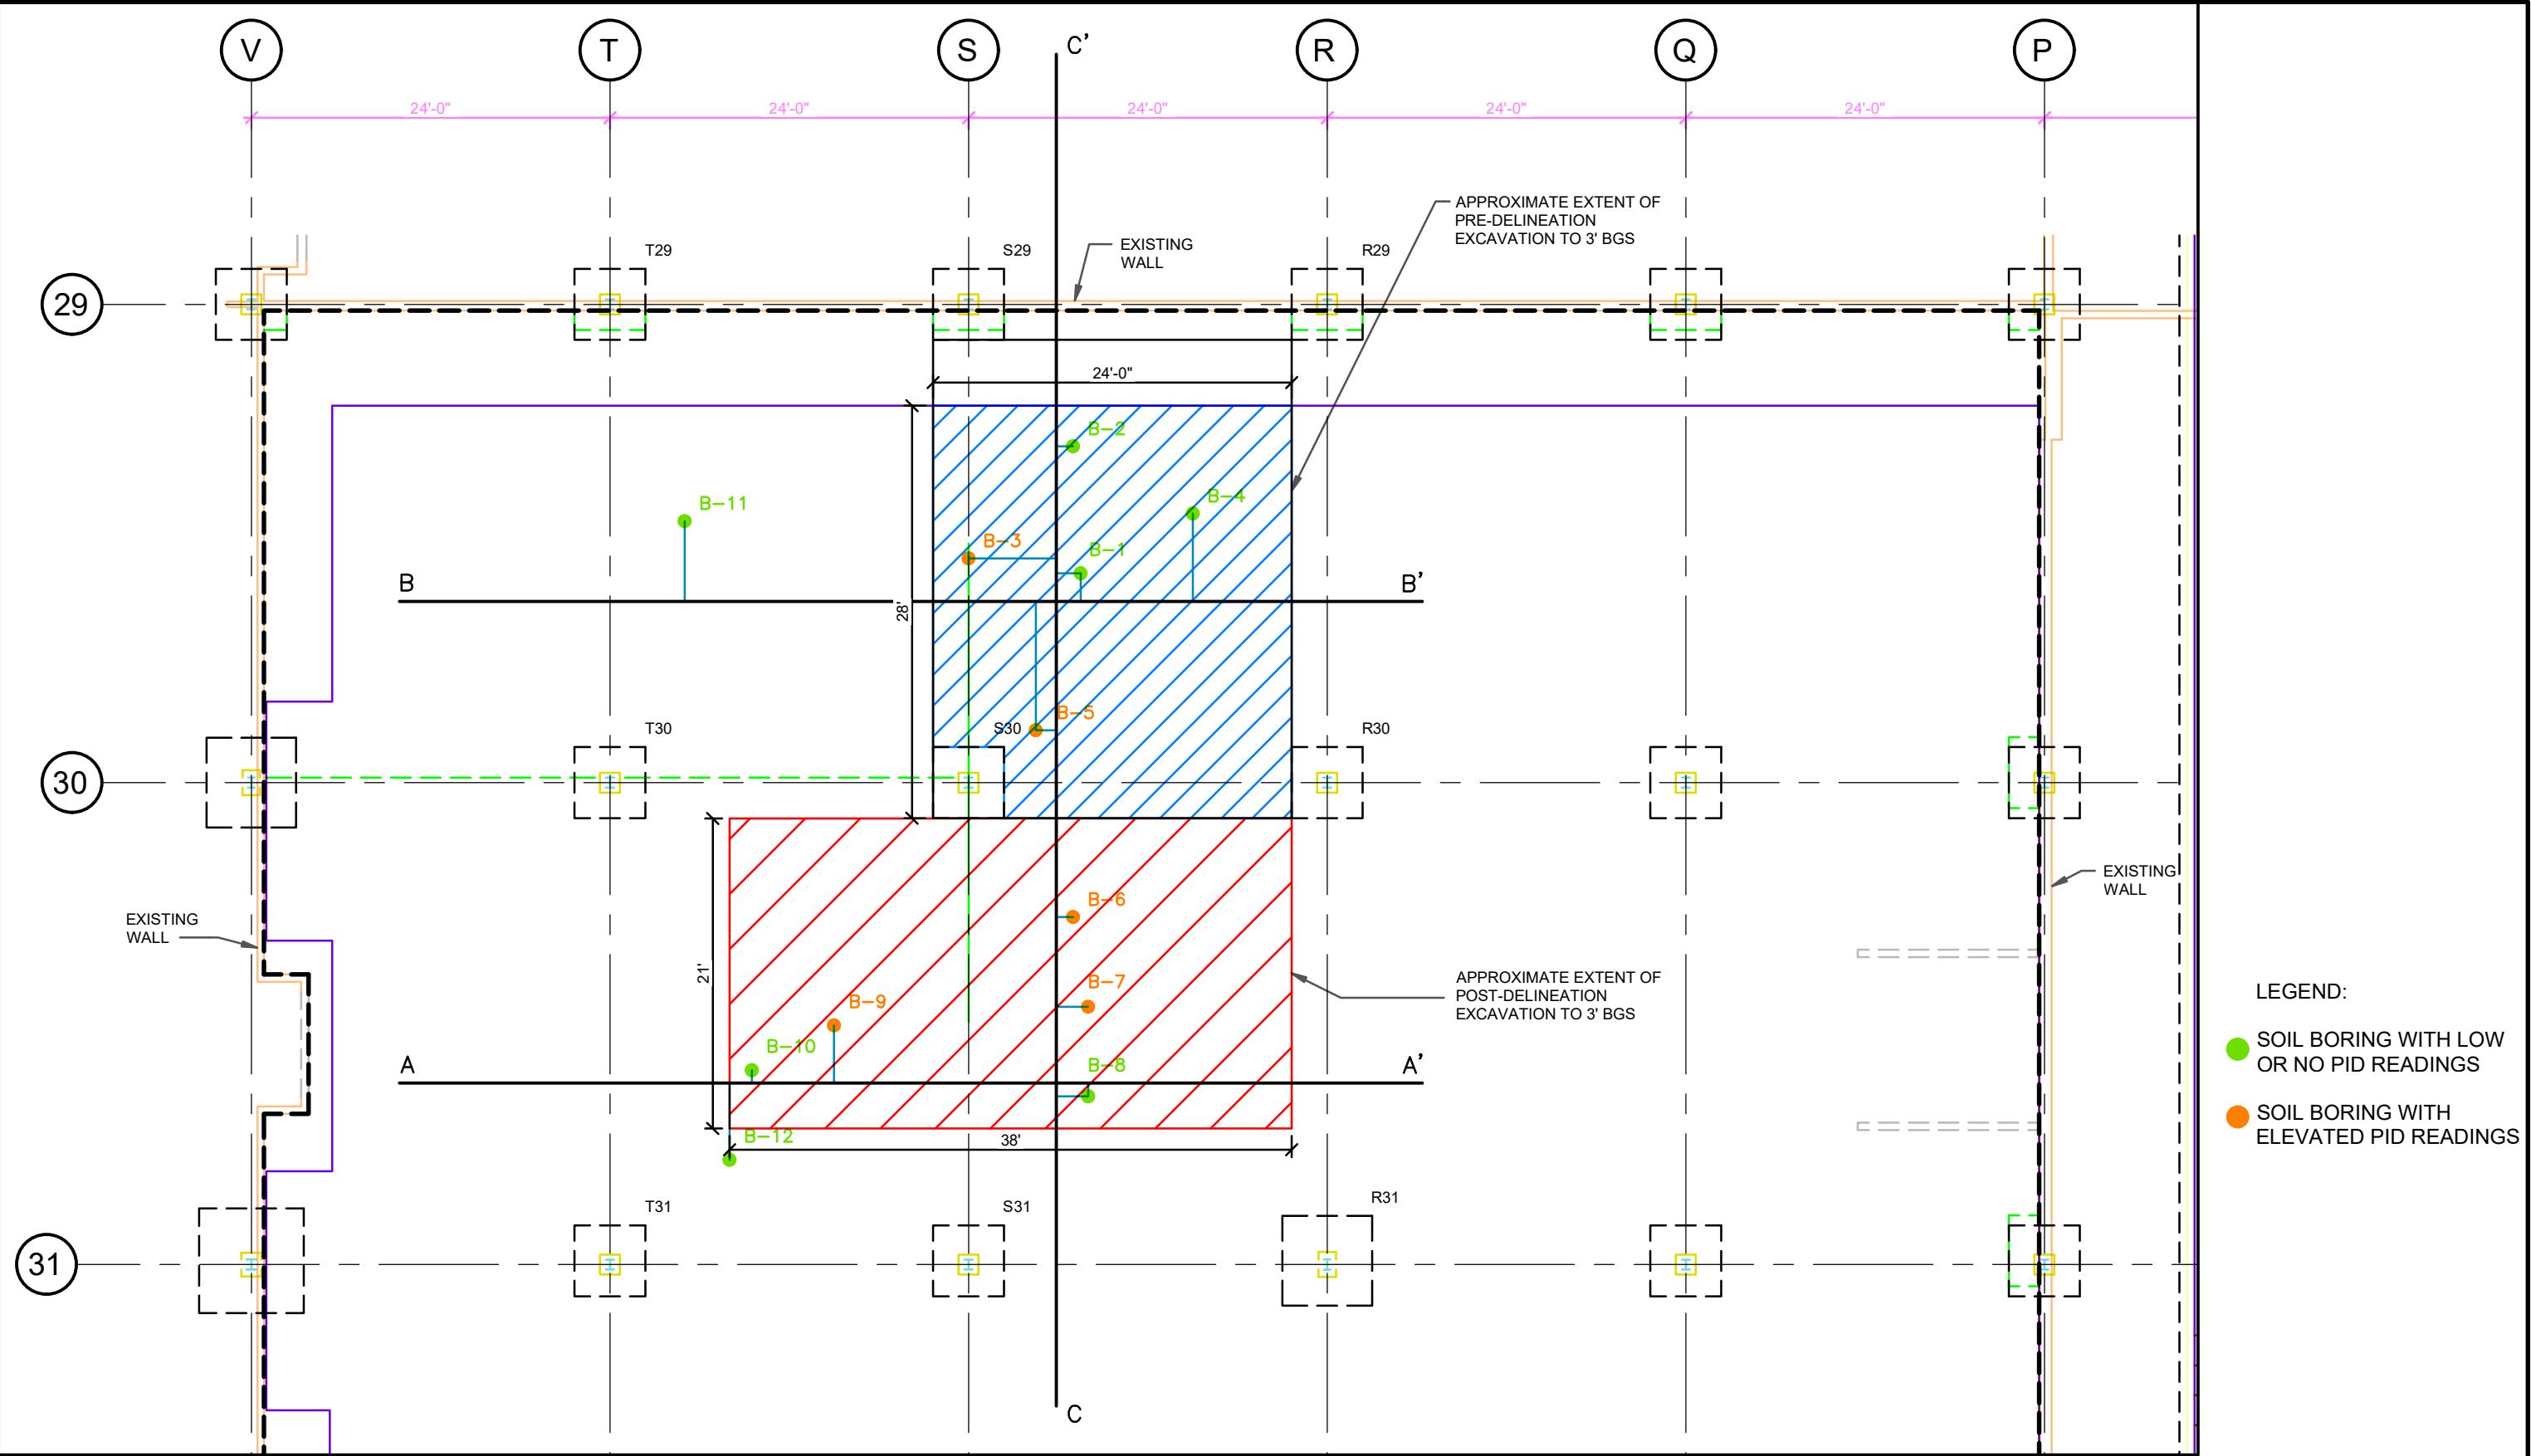 V
T
S
C'
R
Q
P
24'-0"
24'-0"
24'-0"
24'-0"
24'-0"
APPROXIMATE EXTENT OF
PRE-DELINEATION
EXCAVATION TO 3' BGS
EXISTING
WALL
T29
S29
R29
29
24'-0"
B-2
B-11
B-4
B-3
B-1
B
B'
28'
B-5
T30
S30
R30
30
EXISTING
WALL
B-6
EXISTING
WALL
21'
B-7
B-9
APPROXIMATE EXTENT OF
POST-DELINEATION
EXCAVATION TO 3' BGS
LEGEND:
SOIL BORING WITH LOW
OR NO PID READINGS
SOIL BORING WITH
ELEVATED PID READINGS
B-10
A
B-8
A'
B-12
38'
T31
S31
R31
31
C